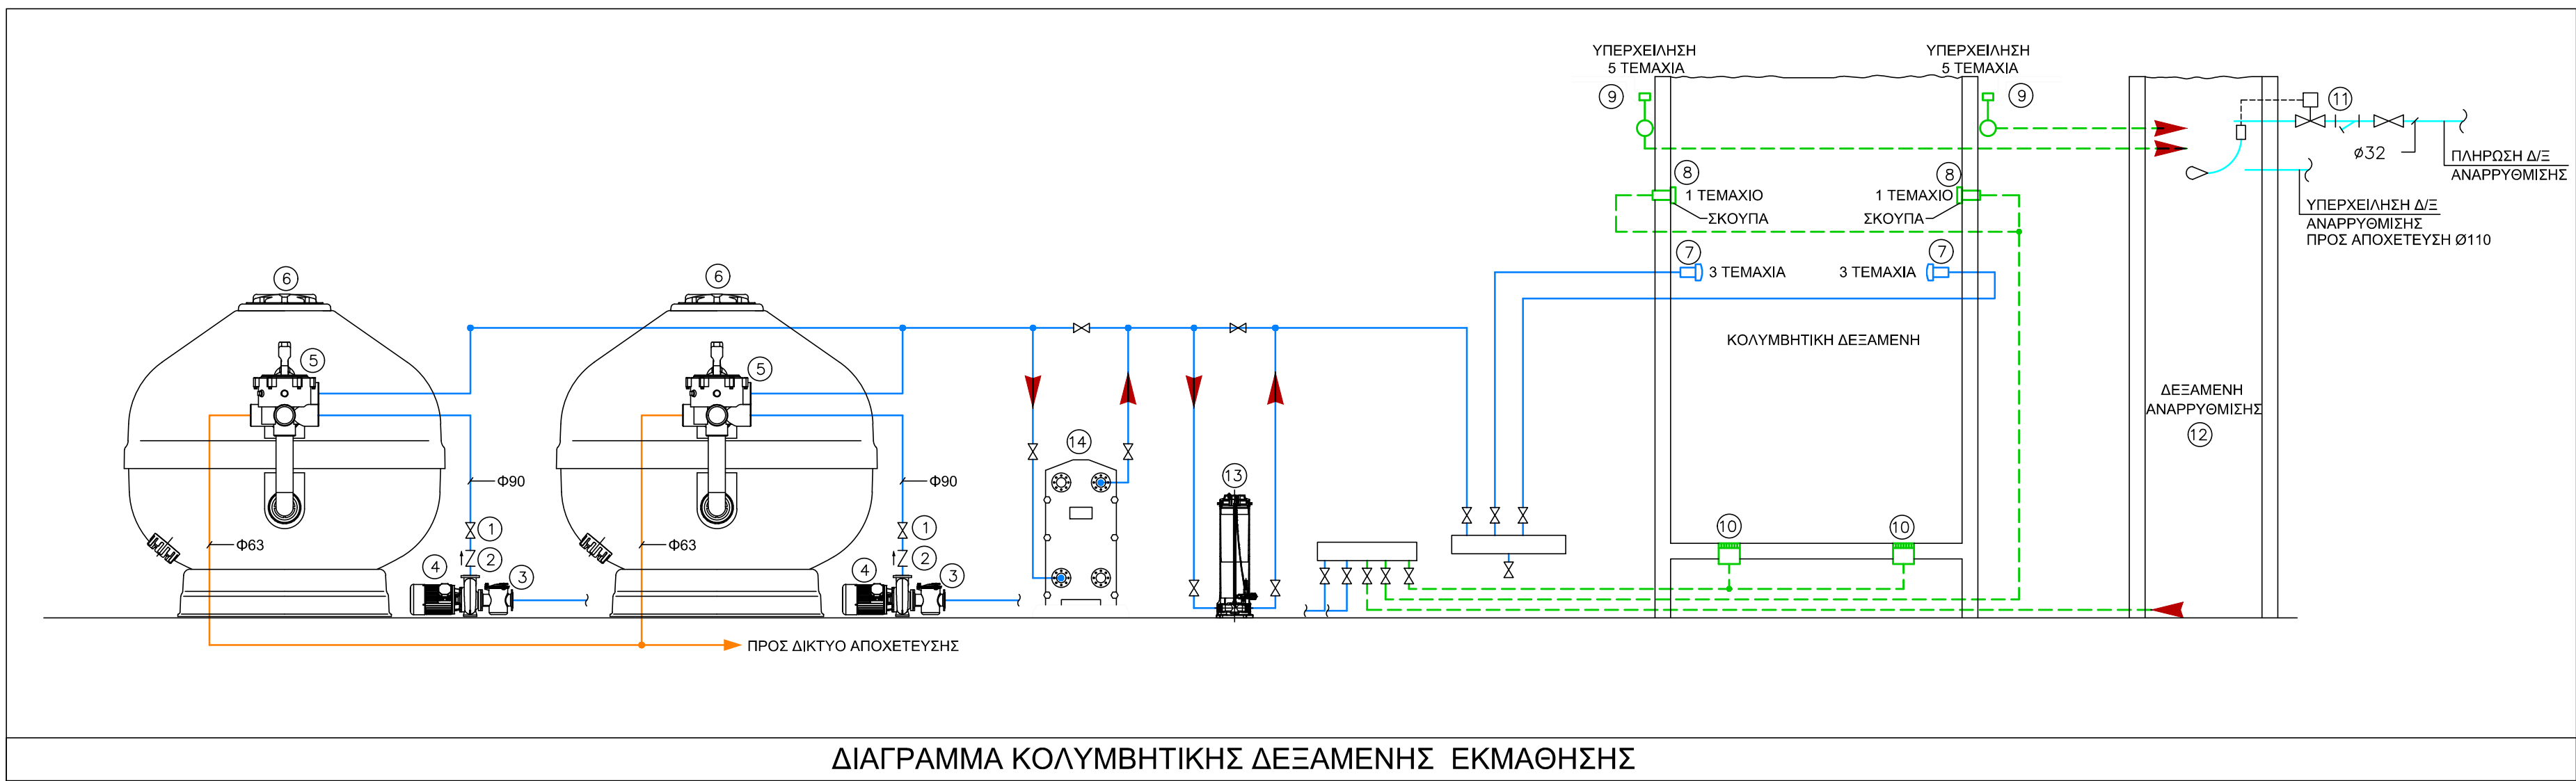 ΥΠΕΡΧΕΙΛΗΣΗ
5 ΤΕΜΑΧΙΑ
9
ΥΠΕΡΧΕΙΛΗΣΗ
5 ΤΕΜΑΧΙΑ
9
11
Ø32
ΠΛΗΡΩΣΗ Δ/Ξ
ΑΝΑΡΡΥΘΜΙΣΗΣ
ΥΠΕΡΧΕΙΛΗΣΗ Δ/Ξ
ΑΝΑΡΡΥΘΜΙΣΗΣ
ΠΡΟΣ ΑΠΟΧΕΤΕΥΣΗ Ø110
8
1 ΤΕΜΑΧΙΟ
ΣΚΟΥΠΑ
8
1 ΤΕΜΑΧΙΟ
ΣΚΟΥΠΑ
7
3 ΤΕΜΑΧΙΑ
7
3 ΤΕΜΑΧΙΑ
ΚΟΛΥΜΒΗΤΙΚΗ ΔΕΞΑΜΕΝΗ
ΔΕΞΑΜΕΝΗ
ΑΝΑΡΡΥΘΜΙΣΗΣ
12
6
5
Φ90
1
2
3
4
Φ63
6
5
Φ90
1
2
3
4
Φ63
14
13
10
10
ΠΡΟΣ ΔΙΚΤΥΟ ΑΠΟΧΕΤΕΥΣΗΣ
ΔΙΑΓΡΑΜΜΑ ΚΟΛΥΜΒΗΤΙΚΗΣ ΔΕΞΑΜΕΝΗΣ ΕΚΜΑΘΗΣΗΣ